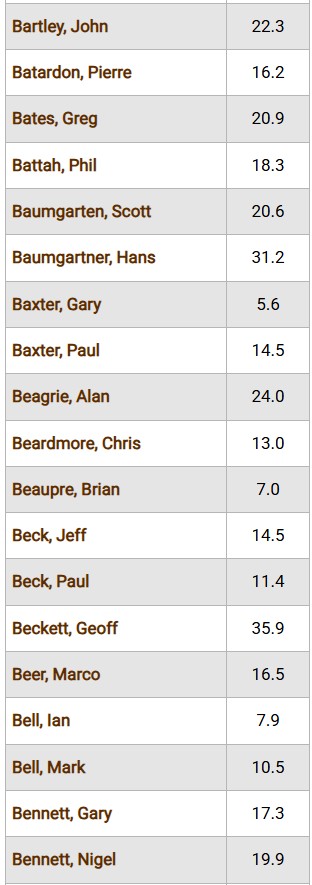 Bartley, John 22.3
Batardon, Pierre 16.2
Bates, Greg 20.9
Battah, Phil 18.3
Baumgarten, Scott 20.6
Baumgartner, Hans 31.2
Baxter, Gary 5.6
Baxter, Paul 14.5
Beagrie, Alan 24.0
Beardmore, Chris 13.0
Beaupre, Brian 7.0
Beck, Jeff 14.5
Beck, Paul 11.4
Beckett, Geoff 35.9
Beer, Marco 16.5
Bell, Ian 7.9
Bell, Mark 10.5
Bennett, Gary 17.3
Bennett, Nigel 19.9